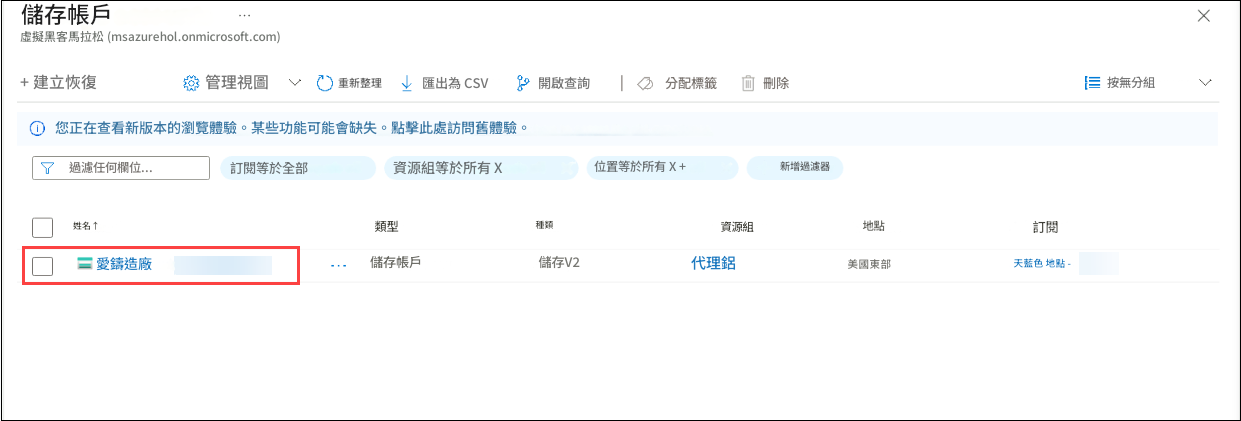 儲存帳戶 ...
虛擬黑客馬拉松 (msazurehol.onmicrosoft.com)
+ 建立恢復 管理視圖 重新整理 匯出為 CSV 開啟查詢 | 分配標籤 刪除 按無分組
您正在查看新版本的瀏覽體驗。某些功能可能會缺失。點擊此處訪問舊體驗。
過濾任何欄位... 訂閱等於全部 資源組等於所有 X 位置等於所有 X + 新增過濾器
姓名 ↑ 類型 種類 資源組 地點 訂閱
愛鑄造廠 ... 儲存帳戶 儲存V2 代理鋁 美國東部 天藍色 地點 -